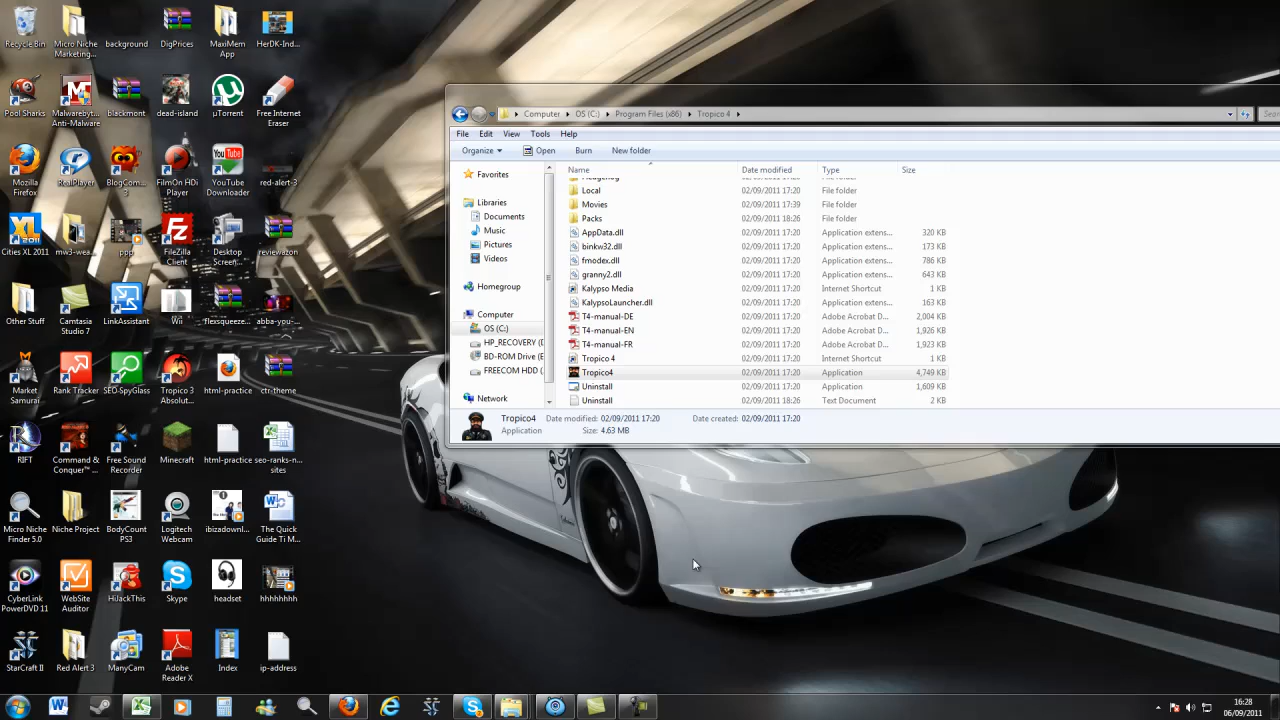 Recycle Bin
Micro Niche Marketing...
background
DigPrices
MaxiMem App
HerDK-Ind...
Pool Sharks
Malwarebyt... Anti-Malware
blackmont
dead-island
µTorrent
Free Internet Eraser
Mozilla Firefox
RealPlayer
BlogCom...
FilmOn HDi Player
YouTube Downloader
red-alert-3
Cities XL 2011
mw3-wea...
ppp
FileZilla Client
Desktop Screen...
reviewazon
Other Stuff
Camtasia Studio 7
LinkAssistant
Wii
flexsqueeze...
abba-you-...
Market Samurai
Rank Tracker
SEO-SpyGlass
Tropico 3 Absolut...
html-practice
ctr-theme
RIFT
Command & Conquer™ ...
Free Sound Recorder
Minecraft
html-practice
seo-ranks-n... sites
Micro Niche Finder 5.0
Niche Project
BodyCount PS3
Logitech Webcam
ibizadownl...
The Quick Guide Ti M...
CyberLink PowerDVD 11
WebSite Auditor
HiJackThis
Skype
headset
hhhhhhh
StarCraft II
Red Alert 3
ManyCam
Adobe Reader X
Index
ip-address
Computer ▸ OS (C:) ▸ Program Files (x86) ▸ Tropico 4 ▸
File Edit View Tools Help
Organize ▾ Open Burn New folder
Name Date modified Type Size
Favorites
Libraries
Documents
Music
Pictures
Videos
Homegroup
Computer
OS (C:)
HP_RECOVERY (
BD-ROM Drive (E
FREECOM HDD (
Network
Local 02/09/2011 17:20 File folder
Movies 02/09/2011 17:39 File folder
Packs 02/09/2011 18:26 File folder
AppData.dll 02/09/2011 17:20 Application extens... 320 KB
binkw32.dll 02/09/2011 17:20 Application extens... 173 KB
fmodex.dll 02/09/2011 17:20 Application extens... 786 KB
granny2.dll 02/09/2011 17:20 Application extens... 643 KB
Kalypso Media 02/09/2011 17:20 Internet Shortcut 1 KB
KalypsoLauncher.dll 02/09/2011 17:20 Application extens... 163 KB
T4-manual-DE 02/09/2011 17:20 Adobe Acrobat D... 2,004 KB
T4-manual-EN 02/09/2011 17:20 Adobe Acrobat D... 1,926 KB
T4-manual-FR 02/09/2011 17:20 Adobe Acrobat D... 1,923 KB
Tropico 4 02/09/2011 17:20 Internet Shortcut 1 KB
Tropico4 02/09/2011 17:20 Application 4,749 KB
Uninstall 02/09/2011 17:20 Application 1,609 KB
Uninstall 02/09/2011 18:26 Text Document 2 KB
Tropico4 Date modified: 02/09/2011 17:20 Date created: 02/09/2011 17:20
Application Size: 4.63 MB
16:28
06/09/2011